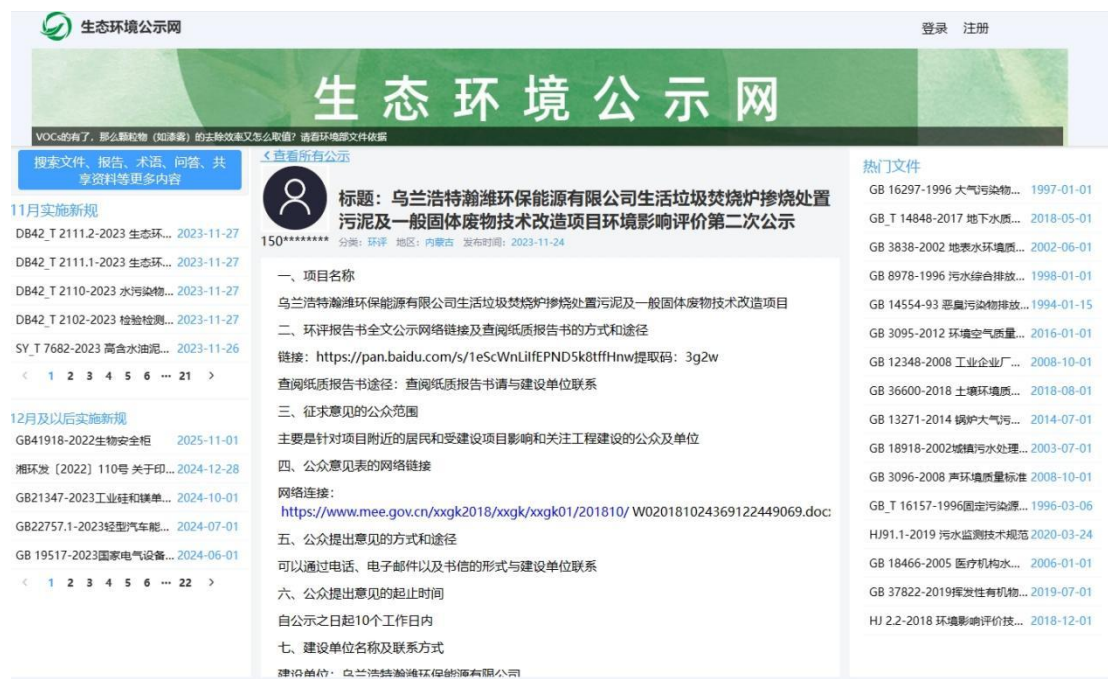 生态环境公示网
登录 注册
生态环境公示网
VOCs的有了，那么颗粒物（如漆雾）的去除效率又怎么取值？请看环境部文件依据
搜索文件、报告、术语、问答、共
享资料等更多内容
11月实施新规
DB42_T 2111.2-2023 生态环... 2023-11-27
DB42_T 2111.1-2023 生态环... 2023-11-27
DB42_T 2110-2023 水污染物... 2023-11-27
DB42_T 2102-2023 检验检测... 2023-11-27
SY_T 7682-2023 高含水油泥... 2023-11-26
< 1 2 3 4 5 6 ··· 21 >
12月及以后实施新规
GB41918-2022生物安全柜 2025-11-01
湘环发〔2022〕110号 关于印... 2024-12-28
GB21347-2023工业硅和镁单... 2024-10-01
GB22757.1-2023轻型汽车能... 2024-07-01
GB 19517-2023国家电气设备... 2024-06-01
< 1 2 3 4 5 6 ··· 22 >
<查看所有公示
标题：乌兰浩特瀚潍环保能源有限公司生活垃圾焚烧炉掺烧处置
污泥及一般固体废物技术改造项目环境影响评价第二次公示
150********
分类：环评 地区：内蒙古 发布时间：2023-11-24
一、项目名称
乌兰浩特瀚潍环保能源有限公司生活垃圾焚烧炉掺烧处置污泥及一般固体废物技术改造项目
二、环评报告书全文公示网络链接及查阅纸质报告书的方式和途径
链接：https://pan.baidu.com/s/1eScWnLiIfEPND5k8tffHnw提取码：3g2w
查阅纸质报告书途径：查阅纸质报告书请与建设单位联系
三、征求意见的公众范围
主要是针对项目附近的居民和受建设项目影响和关注工程建设的公众及单位
四、公众意见表的网络链接
网络连接：
https://www.mee.gov.cn/xxgk2018/xxgk/xxgk01/201810/ W020181024369122449069.doc
五、公众提出意见的方式和途径
可以通过电话、电子邮件以及书信的形式与建设单位联系
六、公众提出意见的起止时间
自公示之日起10个工作日内
七、建设单位名称及联系方式
建设单位：乌兰浩特瀚潍环保能源有限公司
热门文件
GB 16297-1996 大气污染物... 1997-01-01
GB_T 14848-2017 地下水质... 2018-05-01
GB 3838-2002 地表水环境质... 2002-06-01
GB 8978-1996 污水综合排放... 1998-01-01
GB 14554-93 恶臭污染物排放... 1994-01-15
GB 3095-2012 环境空气质量... 2016-01-01
GB 12348-2008 工业企业厂... 2008-10-01
GB 36600-2018 土壤环境质... 2018-08-01
GB 13271-2014 锅炉大气污... 2014-07-01
GB 18918-2002城镇污水处理... 2003-07-01
GB 3096-2008 声环境质量标准 2008-10-01
GB_T 16157-1996固定污染源... 1996-03-06
HJ91.1-2019 污水监测技术规范 2020-03-24
GB 18466-2005 医疗机构水... 2006-01-01
GB 37822-2019挥发性有机物... 2019-07-01
HJ 2.2-2018 环境影响评价技... 2018-12-01